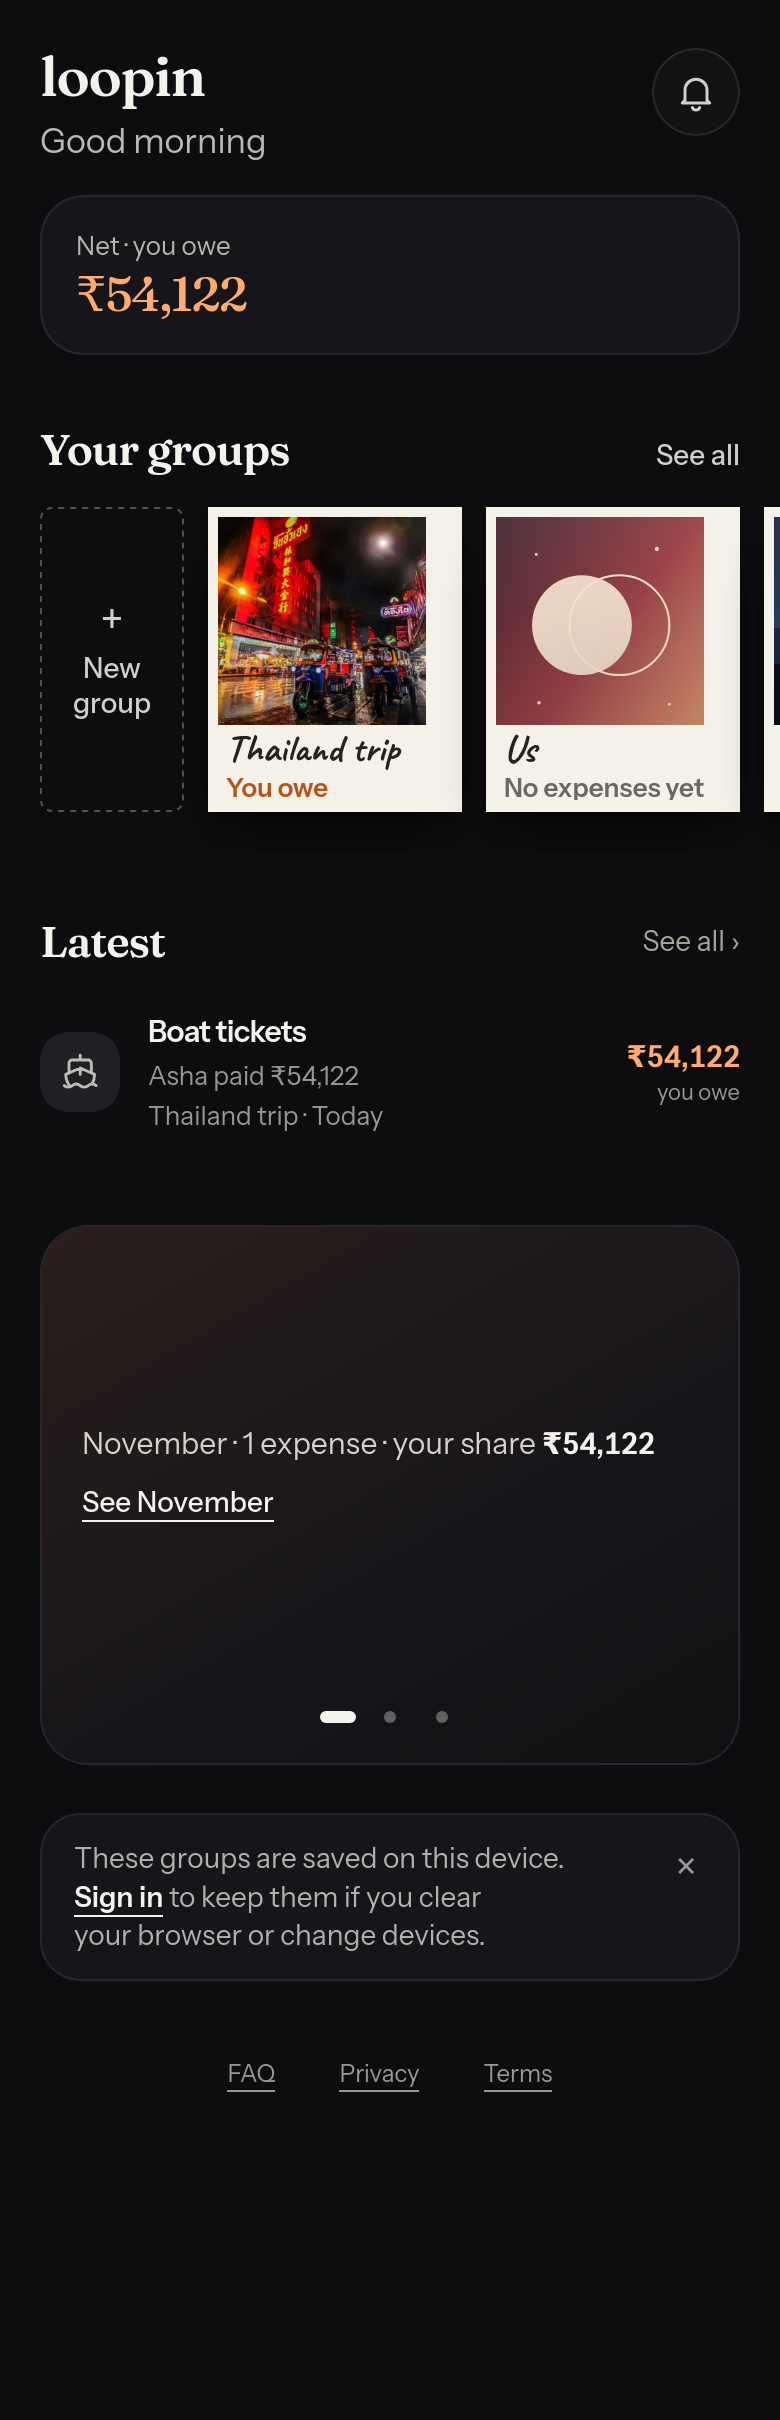 loopin
Good morning
Net · you owe
₹54,122
Your groups
See all
+
New
group
Thailand trip
You owe
Us
No expenses yet
Latest
See all ›
Boat tickets
Asha paid ₹54,122
Thailand trip · Today
₹54,122
you owe
November · 1 expense · your share ₹54,122
See November
These groups are saved on this device.
Sign in to keep them if you clear
your browser or change devices.
FAQ
Privacy
Terms